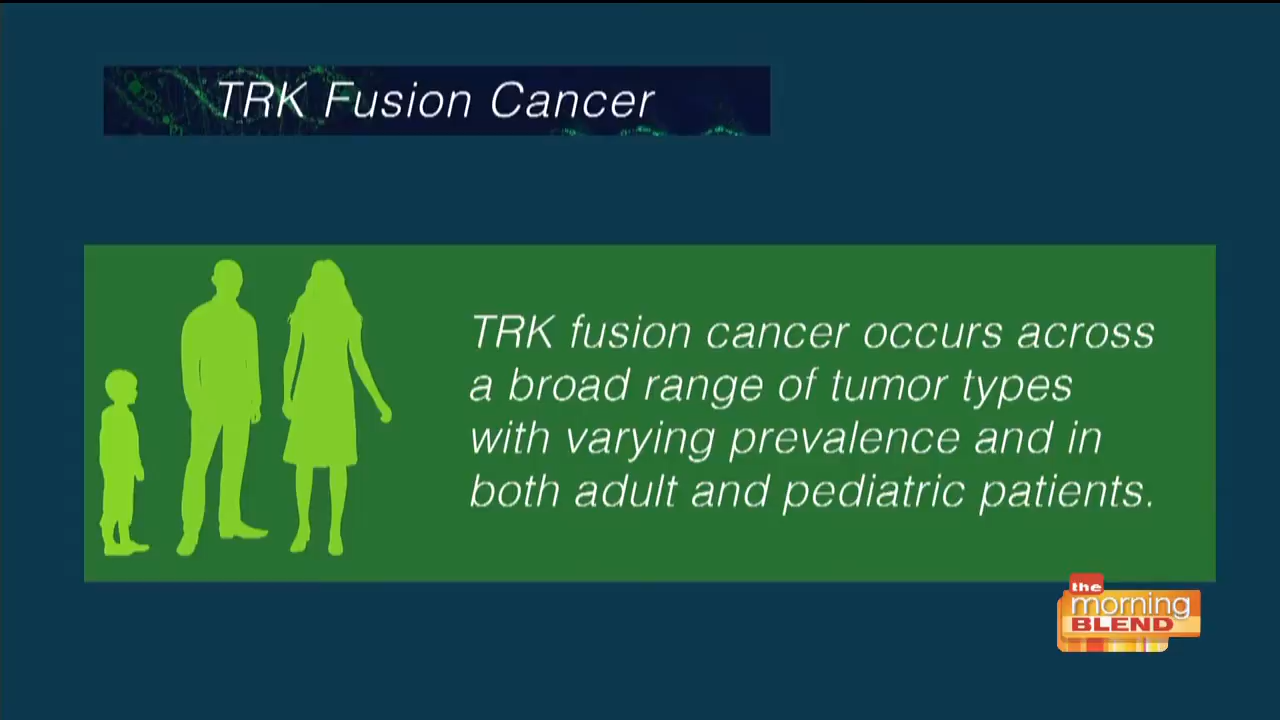 TRK Fusion Cancer
TRK fusion cancer occurs across
a broad range of tumor types
with varying prevalence and in
both adult and pediatric patients.
the
morning
BLEND